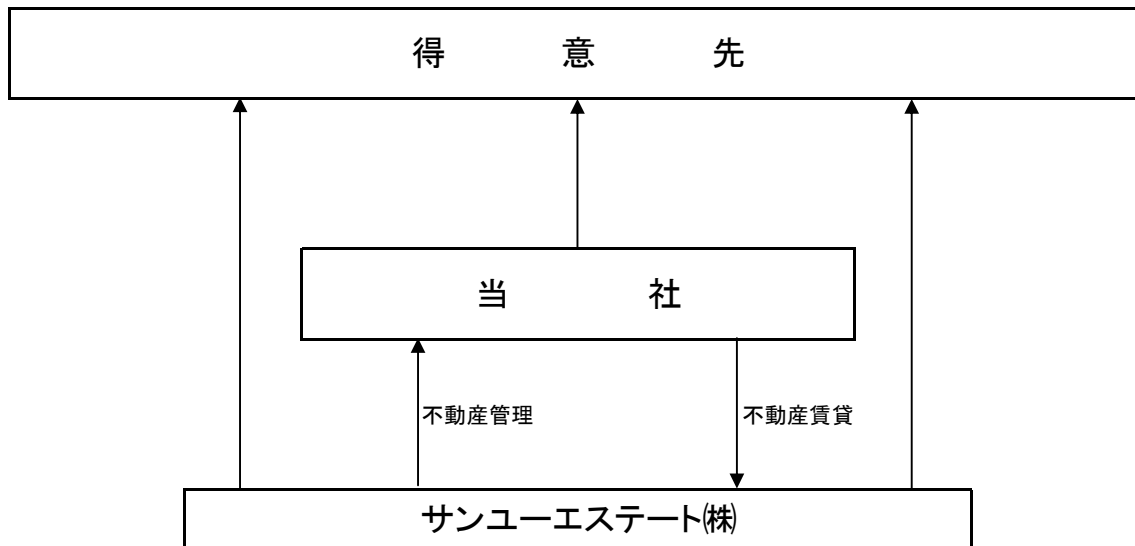 得意先
当社
不動産管理
不動産賃貸
サンユーエステート㈱